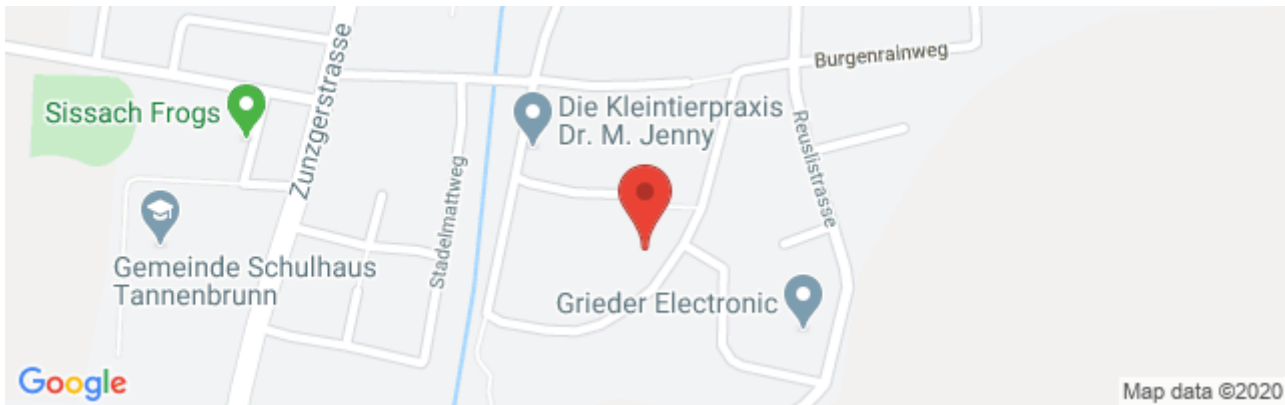 Burgenrainweg
Sissach Frogs
Zunzgerstrasse
Die Kleintierpraxis
Dr. M. Jenny
Reuslistrasse
Stadelmattweg
Gemeinde Schulhaus
Tannenbrunn
Grieder Electronic
Google
Map data ©2020